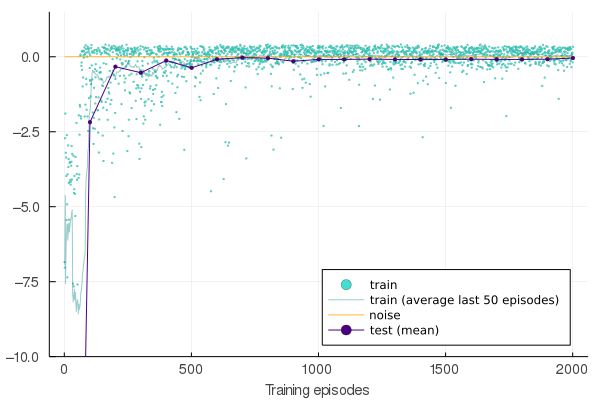 0.0
−2.5
−5.0
−7.5
−10.0
train
train (average last 50 episodes)
noise
test (mean)
0 500 1000 1500 2000
Training episodes